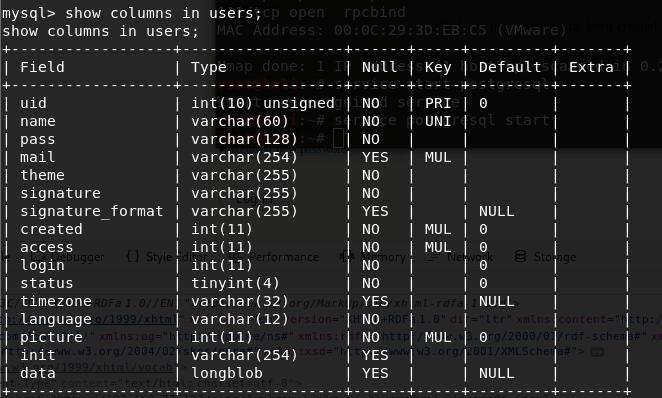 mysql> show columns in users;
show columns in users;
+------------------+------------------+------+-----+---------+-------+
| Field | Type | Null | Key | Default | Extra |
+------------------+------------------+------+-----+---------+-------+
| uid | int(10) unsigned | NO | PRI | 0 | |
| name | varchar(60) | NO | UNI | | |
| pass | varchar(128) | NO | | | |
| mail | varchar(254) | YES | MUL | | |
| theme | varchar(255) | NO | | | |
| signature | varchar(255) | NO | | | |
| signature_format | varchar(255) | YES | | NULL | |
| created | int(11) | NO | MUL | 0 | |
| access | int(11) | NO | MUL | 0 | |
| login | int(11) | NO | | 0 | |
| status | tinyint(4) | NO | | 0 | |
| timezone | varchar(32) | YES | | NULL | |
| language | varchar(12) | NO | | | |
| picture | int(11) | NO | MUL | 0 | |
| init | varchar(254) | YES | | | |
| data | longblob | YES | | NULL | |
+------------------+------------------+------+-----+---------+-------+
tcp open rpcbind
MAC Address: 00:0C:29:3D:EB:C5 (VMware)
:~# service postgresql start
:~#
Debugger {} Style Editor Performance Memory Network Storage